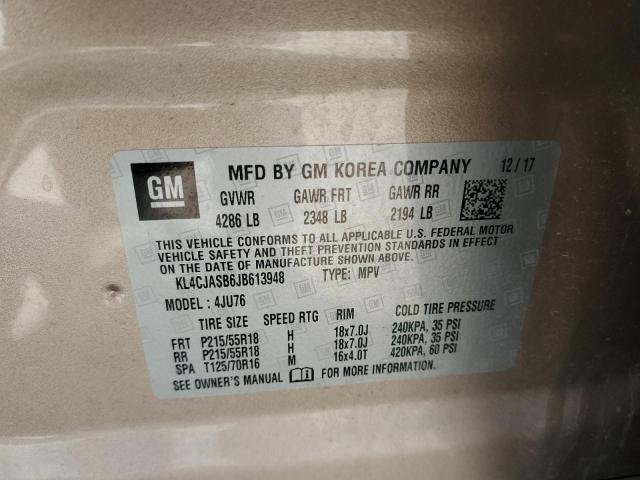 GM
MFD BY GM KOREA COMPANY 12/17
GVWR GAWR FRT GAWR RR
4286 LB 2348 LB 2194 LB
THIS VEHICLE CONFORMS TO ALL APPLICABLE U.S. FEDERAL MOTOR
VEHICLE SAFETY AND THEFT PREVENTION STANDARDS IN EFFECT
ON THE DATE OF MANUFACTURE SHOWN ABOVE.
KL4CJASB6JB613948 TYPE: MPV
MODEL : 4JU76
TIRE SIZE SPEED RTG RIM COLD TIRE PRESSURE
FRT P215/55R18 H 18x7.0J 240KPA, 35 PSI
RR P215/55R18 H 18x7.0J 240KPA, 35 PSI
SPA T125/70R16 M 16x4.0T 420KPA, 60 PSI
SEE OWNER'S MANUAL FOR MORE INFORMATION.